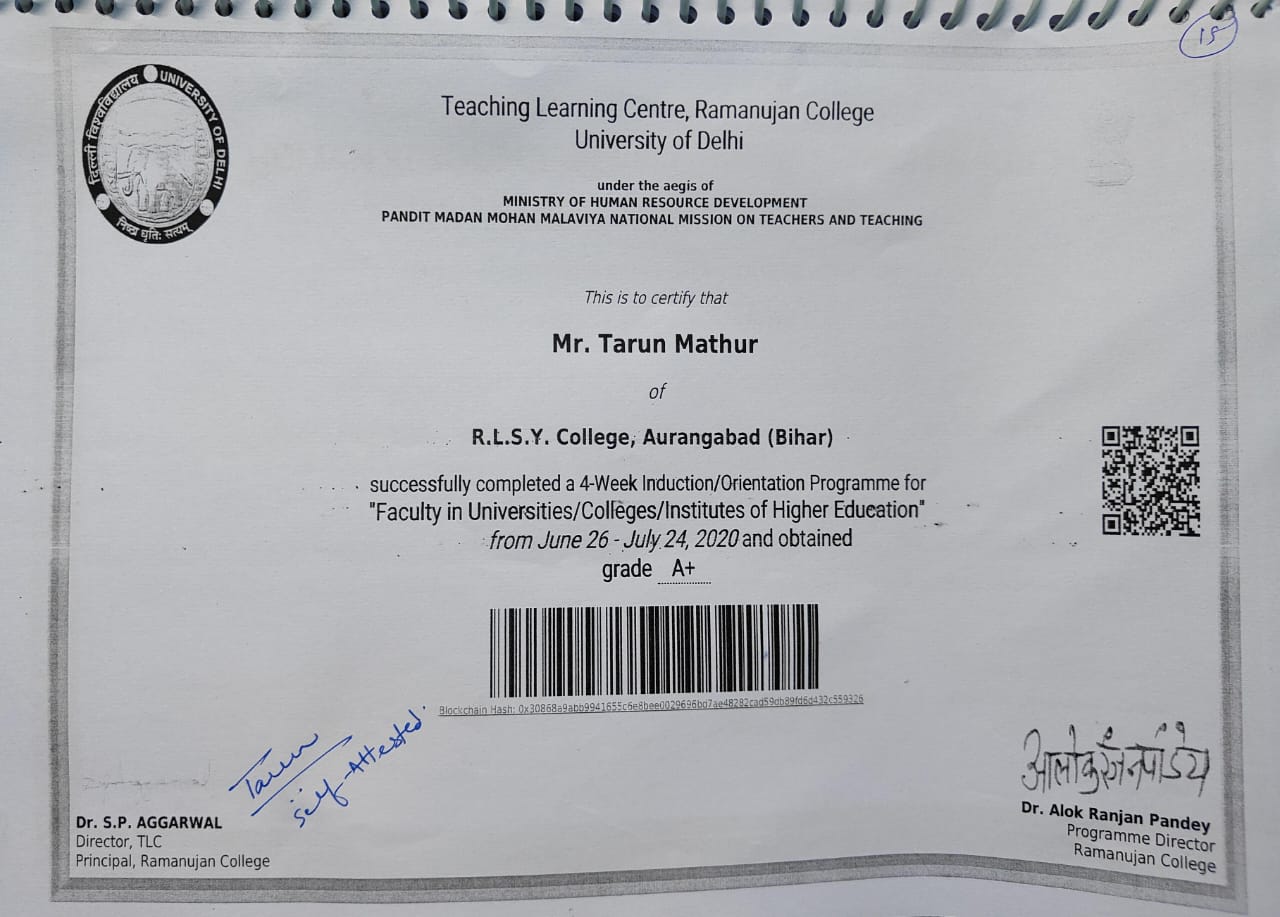 15
दिल्ली विश्वविद्यालय UNIVERSITY OF DELHI
निष्ठा धृतिः सत्यम्
Teaching Learning Centre, Ramanujan College
University of Delhi
under the aegis of
MINISTRY OF HUMAN RESOURCE DEVELOPMENT
PANDIT MADAN MOHAN MALAVIYA NATIONAL MISSION ON TEACHERS AND TEACHING
This is to certify that
Mr. Tarun Mathur
of
R.L.S.Y. College, Aurangabad (Bihar)
successfully completed a 4-Week Induction/Orientation Programme for
"Faculty in Universities/Colleges/Institutes of Higher Education"
from June 26 - July 24, 2020 and obtained
grade A+
Blockchain Hash:
Tarun
Self-Attested
Dr. S.P. AGGARWAL
Director, TLC
Principal, Ramanujan College
आलोक रंजन पांडेय
Dr. Alok Ranjan Pandey
Programme Director
Ramanujan College